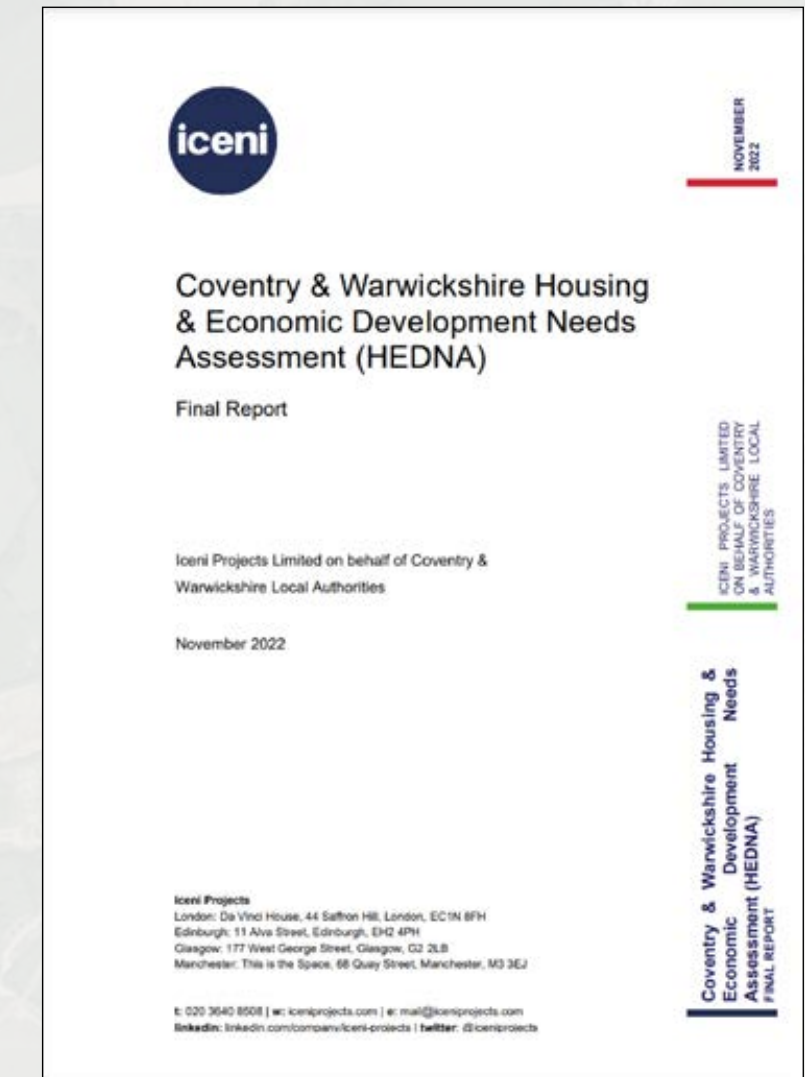 iceni
Coventry & Warwickshire Housing
& Economic Development Needs
Assessment (HEDNA)
Final Report
Iceni Projects Limited on behalf of Coventry &
Warwickshire Local Authorities
November 2022
Iceni Projects
London: Da Vinci House, 44 Saffron Hill, London, EC1N 8FH
Edinburgh: 11 Alva Street, Edinburgh, EH2 4PH
Glasgow: 177 West George Street, Glasgow, G2 2LB
Manchester: This is the Space, 68 Quay Street, Manchester, M3 3EJ
t: 020 3640 8508 | w: iceniprojects.com | e: mail@iceniprojects.com
linkedin: linkedin.com/company/iceni-projects | twitter: @iceniprojects
NOVEMBER
2022
ICENI PROJECTS LIMITED
ON BEHALF OF COVENTRY
& WARWICKSHIRE LOCAL
AUTHORITIES
Coventry & Warwickshire Housing &
Economic Development Needs
Assessment (HEDNA)
FINAL REPORT